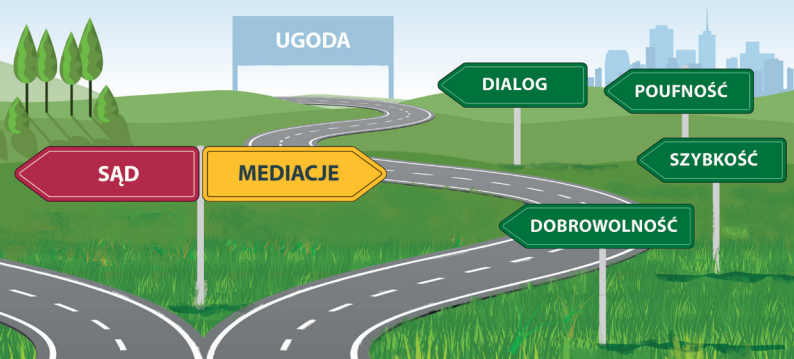 UGODA
DIALOG
POUFNOŚĆ
SZYBKOŚĆ
SĄD
MEDIACJE
DOBROWOLNOŚĆ